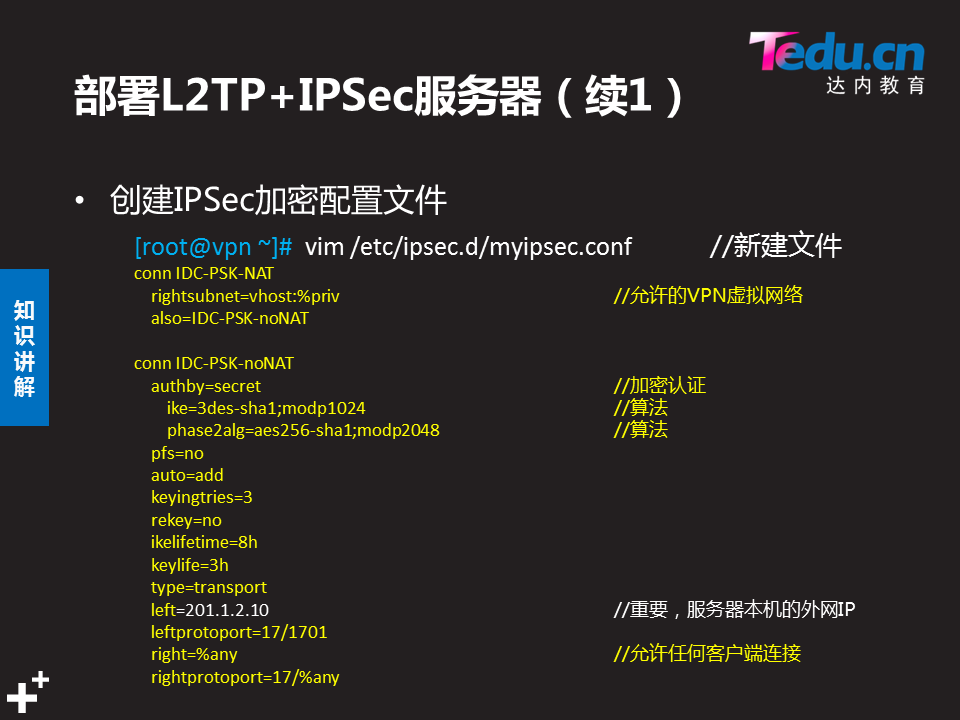 Tedu.cn
达内教育
部署L2TP+IPSec服务器（续1）
• 创建IPSec加密配置文件
[root@vpn ~]# vim /etc/ipsec.d/myipsec.conf //新建文件
conn IDC-PSK-NAT
rightsubnet=vhost:%priv //允许的VPN虚拟网络
also=IDC-PSK-noNAT
conn IDC-PSK-noNAT
authby=secret //加密认证
ike=3des-sha1;modp1024 //算法
phase2alg=aes256-sha1;modp2048 //算法
pfs=no
auto=add
keyingtries=3
rekey=no
ikelifetime=8h
keylife=3h
type=transport
left=201.1.2.10 //重要，服务器本机的外网IP
leftprotoport=17/1701
right=%any //允许任何客户端连接
rightprotoport=17/%any
知识讲解